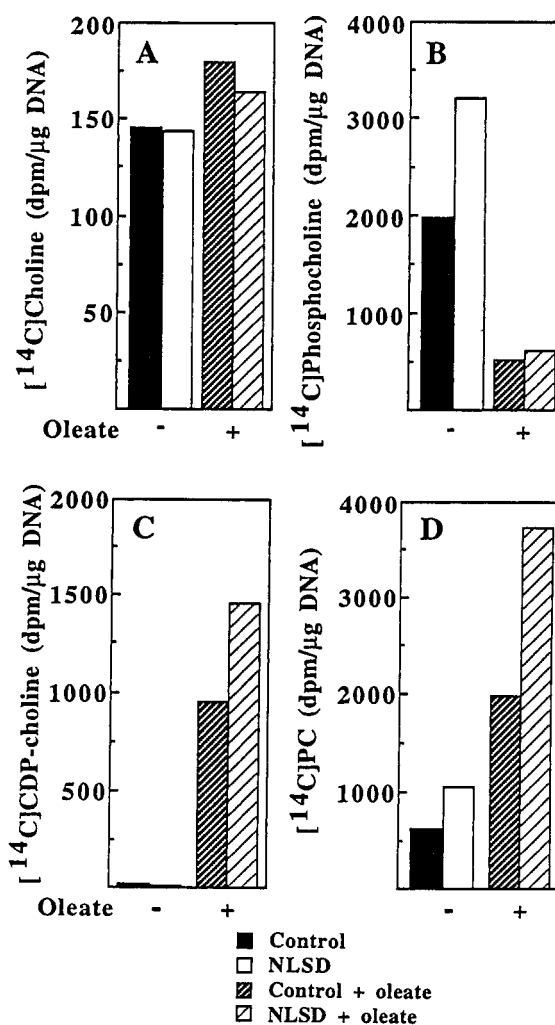 A
[14C]Choline (dpm/µg DNA)
200
150
100
50
Oleate - +
B
[14C]Phosphocholine (dpm/µg DNA)
4000
3000
2000
1000
- +
C
[14C]CDP-choline (dpm/µg DNA)
2000
1500
1000
500
Oleate - +
D
[14C]PC (dpm/µg DNA)
4000
3000
2000
1000
- +
Control
NLSD
Control + oleate
NLSD + oleate